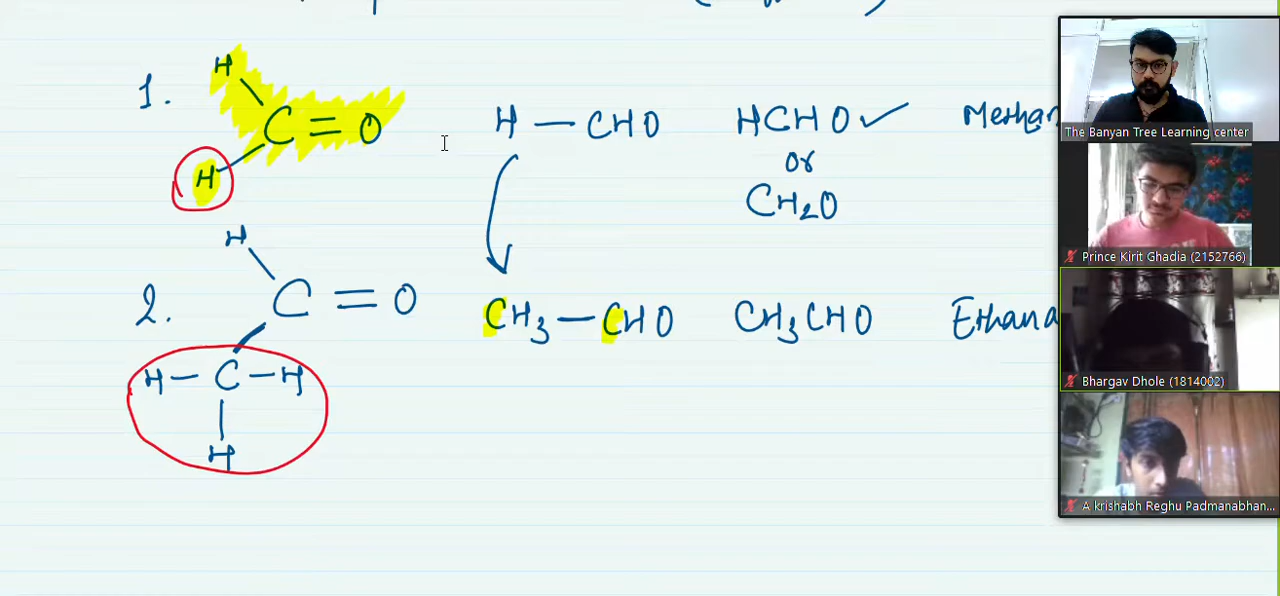 1.
H
C = O
H
H — CHO
HCHO ✓
or
CH2O
Methan
2.
H
C = O
H — C — H
H
CH3 — CHO
CH3CHO
Ethana
The Banyan Tree Learning center
Prince Kirit Ghadia (2152766)
Bhargav Dhole (1814002)
A krishabh Reghu Padmanabhan...